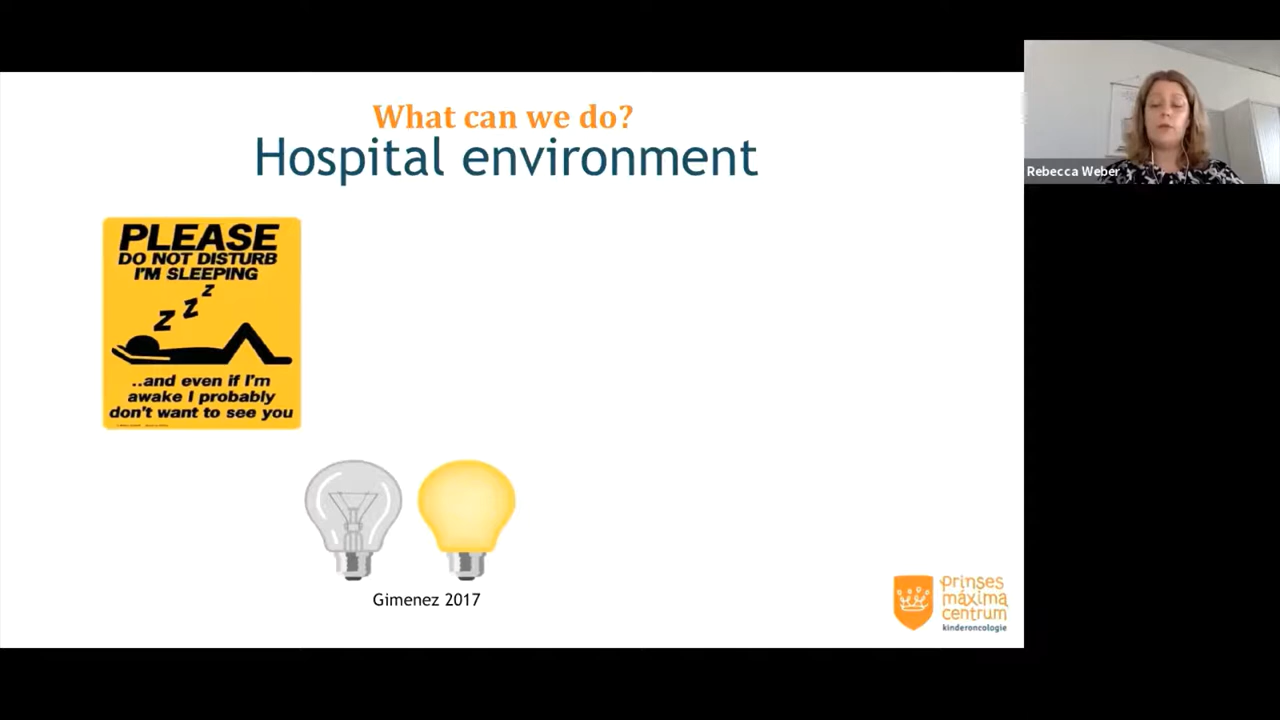 What can we do?
Hospital environment
PLEASE
DO NOT DISTURB
I'M SLEEPING
z z z
..and even if I'm
awake I probably
don't want to see you
Gimenez 2017
prinses
máxima
centrum
kinderoncologie
Rebecca Weber